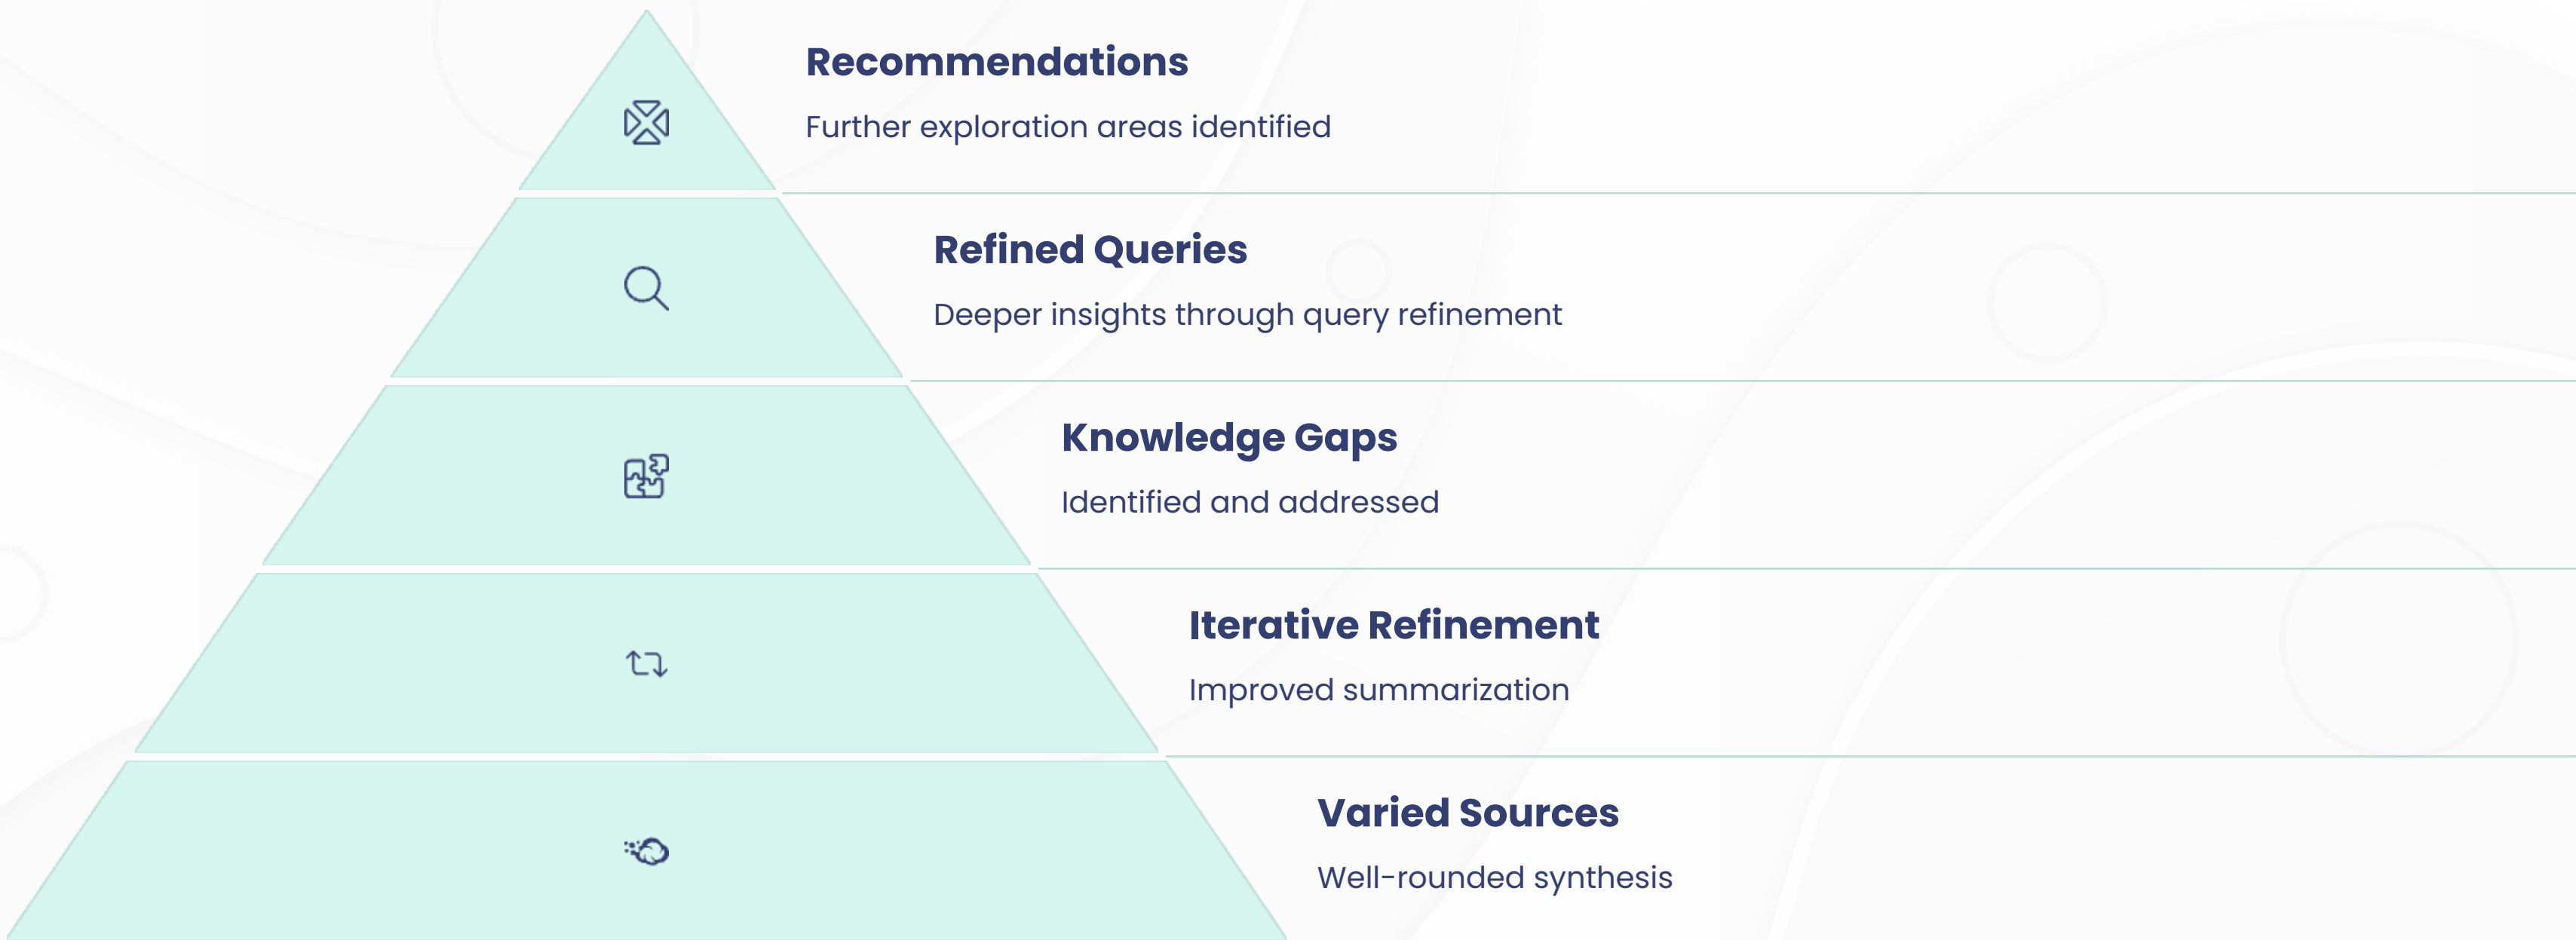 Recommendations
Further exploration areas identified
Refined Queries
Deeper insights through query refinement
Knowledge Gaps
Identified and addressed
Iterative Refinement
Improved summarization
Varied Sources
Well-rounded synthesis